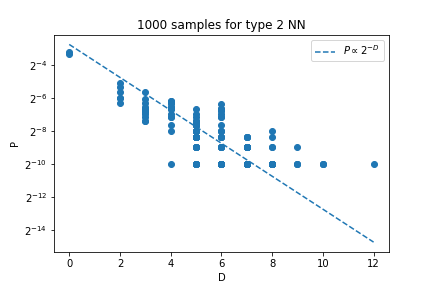 1000 samples for type 2 NN
P ∝ 2^{-D}
2^{-4}
2^{-6}
2^{-8}
2^{-10}
2^{-12}
2^{-14}
P
0 2 4 6 8 10 12
D